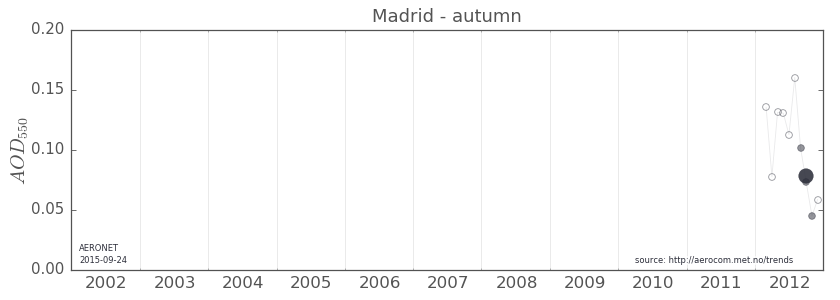 Madrid - autumn
0.20
0.15
0.10
0.05
0.00
AOD550
AERONET
2015-09-24
source: http://aerocom.met.no/trends
2002 2003 2004 2005 2006 2007 2008 2009 2010 2011 2012